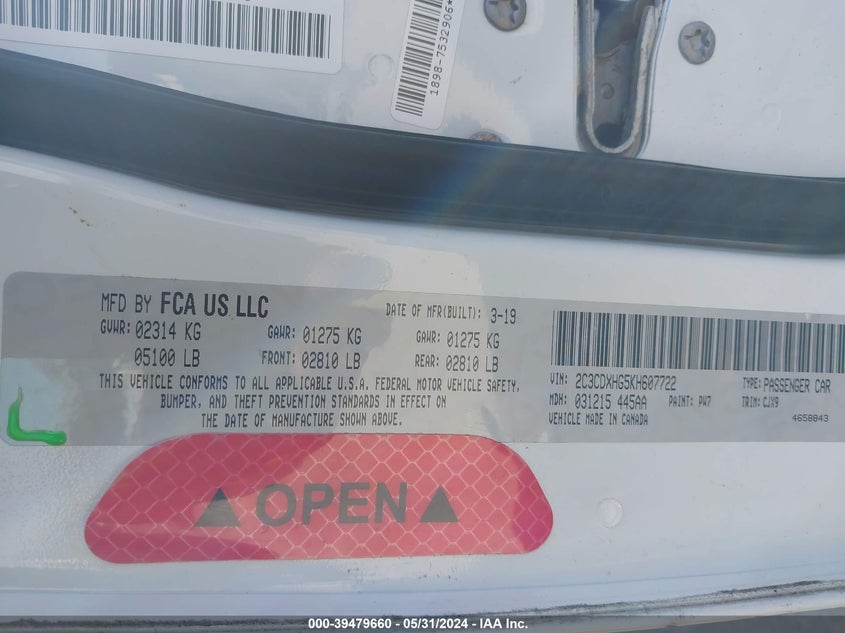 1898-7532906*
MFD BY FCA US LLC
DATE OF MFR(BUILT): 3-19
GVWR: 02314 KG GAWR: 01275 KG GAWR: 01275 KG
05100 LB FRONT: 02810 LB REAR: 02810 LB
THIS VEHICLE CONFORMS TO ALL APPLICABLE U.S.A. FEDERAL MOTOR VEHICLE SAFETY,
BUMPER, AND THEFT PREVENTION STANDARDS IN EFFECT ON
THE DATE OF MANUFACTURE SHOWN ABOVE.
VIN: 2C3CDXHG5KH607722 TYPE: PASSENGER CAR
MDH: 031215 445AA PAINT: PW7 TRIM: CJX9
VEHICLE MADE IN CANADA 4658843
▲ OPEN ▲
000-39479660 - 05/31/2024 - IAA Inc.